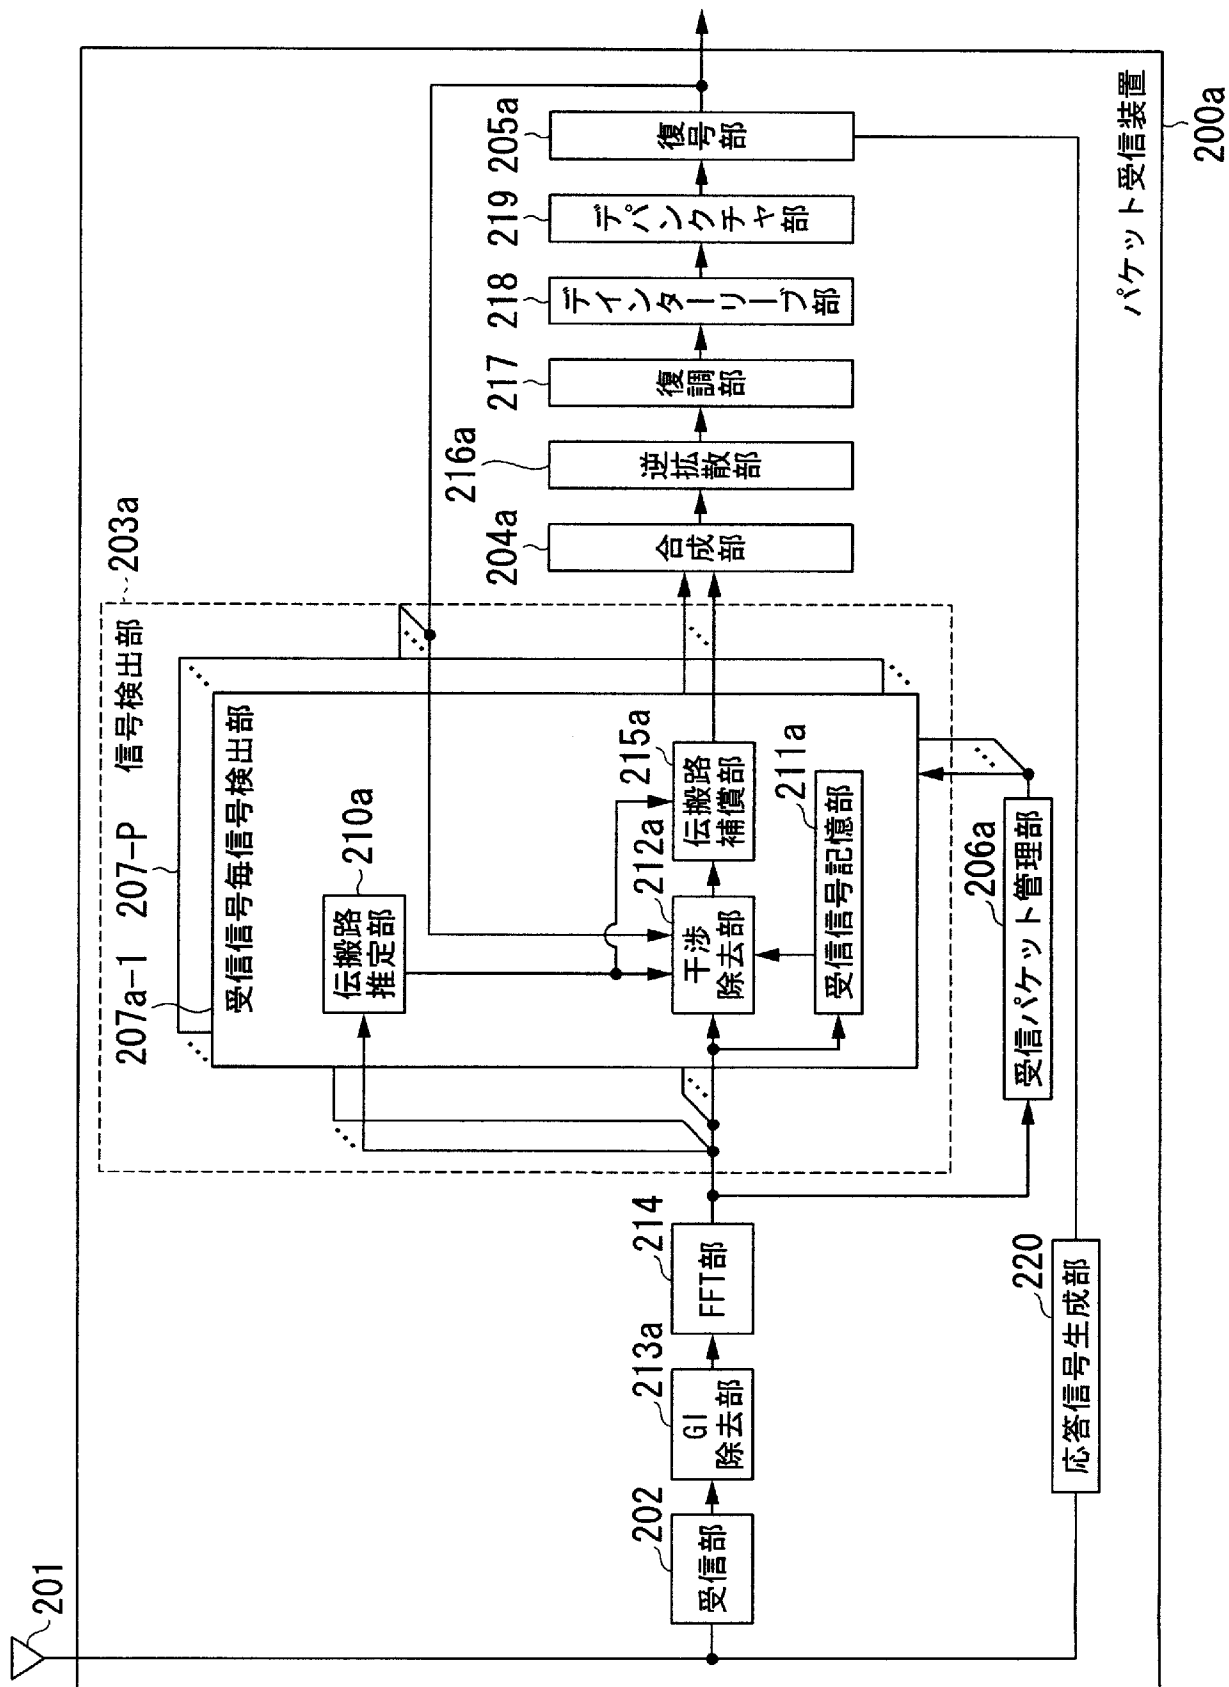 201
202
受信部
213a
GI
除去部
214
FFT部
203a
信号検出部
207a-1
207-P
受信信号毎信号検出部
210a
伝搬路
推定部
212a
干渉
除去部
215a
伝搬路
補償部
211a
受信信号記憶部
206a
受信パケット管理部
204a
合成部
216a
逆拡散部
217
復調部
218
デインターリーブ部
219
デパンクチャ部
205a
復号部
220
応答信号生成部
パケット受信装置
200a